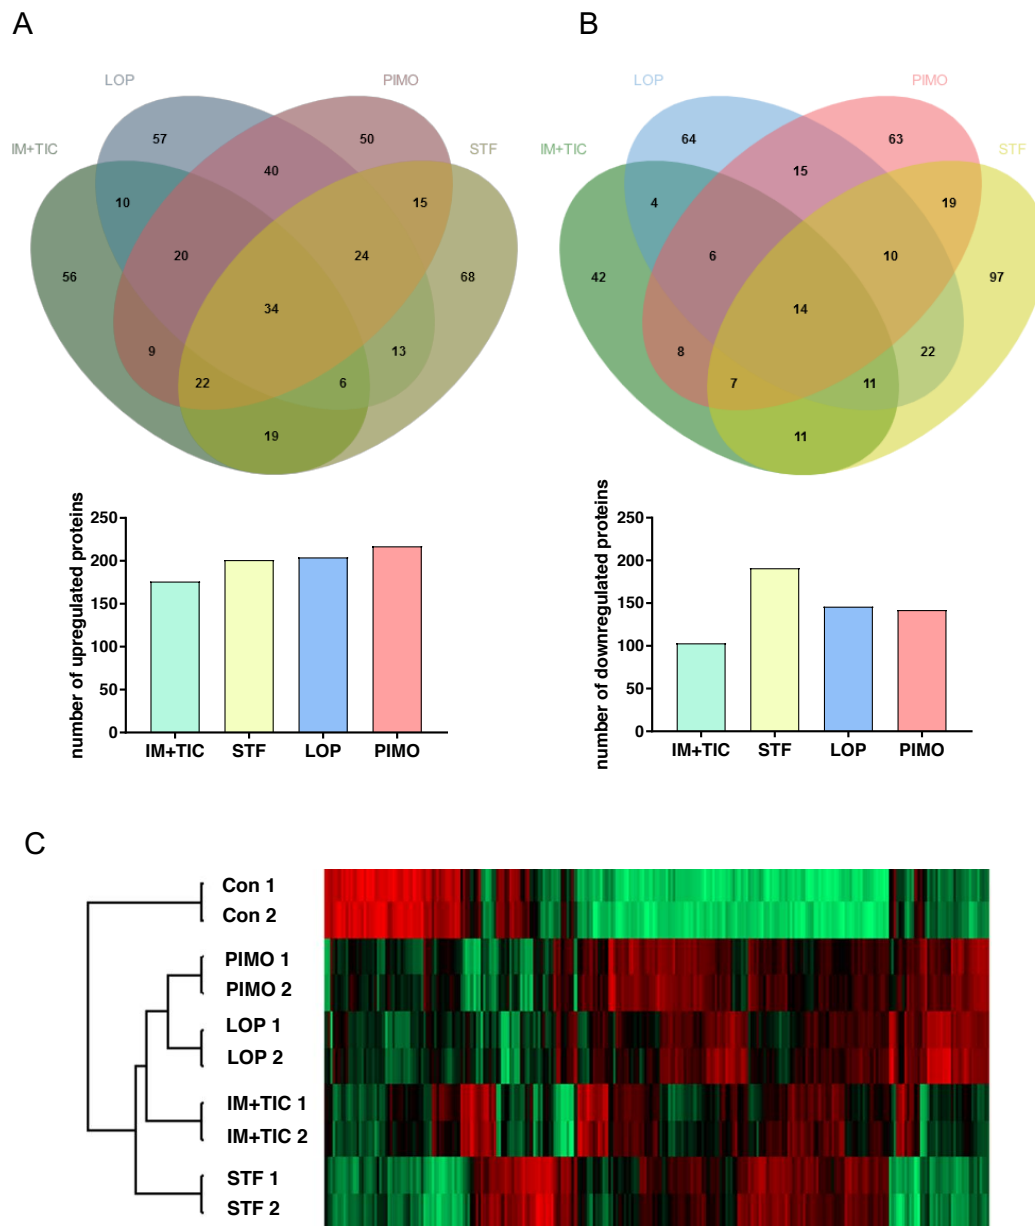 A
B
LOP
PIMO
IM+TIC
STF
57
50
40
10
15
20
24
56
68
34
9
13
22
6
19
LOP
PIMO
IM+TIC
STF
64
63
15
4
19
6
10
42
97
14
8
22
7
11
11
number of upregulated proteins
250
200
150
100
50
0
IM+TIC STF LOP PIMO
number of downregulated proteins
250
200
150
100
50
0
IM+TIC STF LOP PIMO
C
Con 1
Con 2
PIMO 1
PIMO 2
LOP 1
LOP 2
IM+TIC 1
IM+TIC 2
STF 1
STF 2